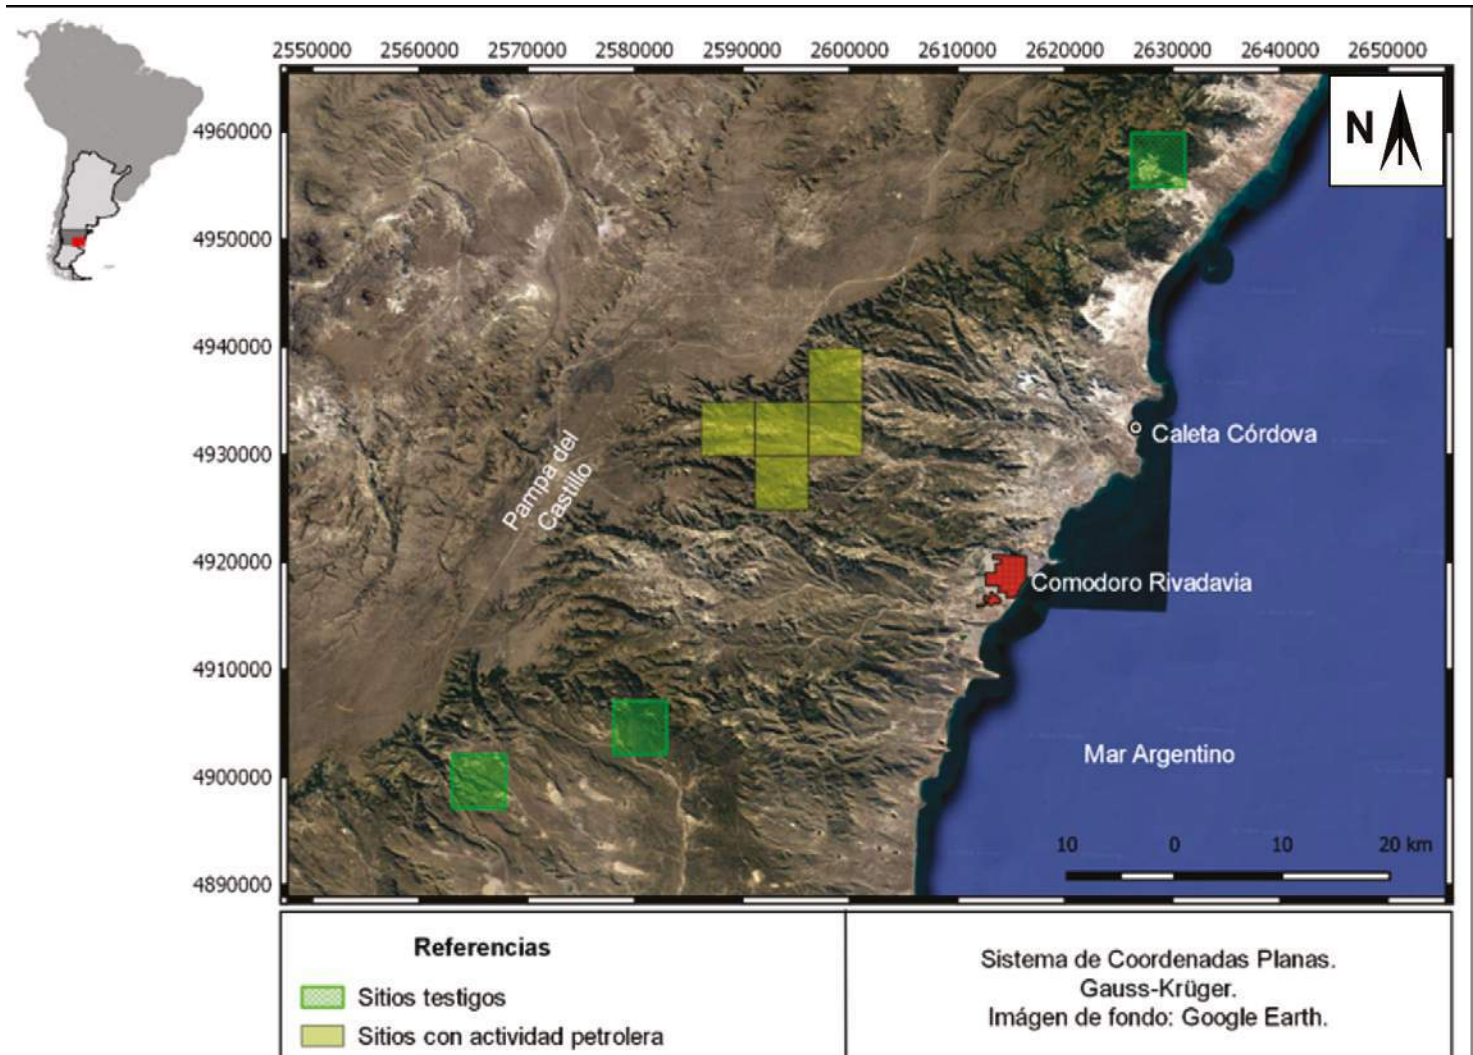 2550000 2560000 2570000 2580000 2590000 2600000 2610000 2620000 2630000 2640000 2650000
N
4960000
4950000
4940000
4930000
4920000
4910000
4900000
4890000
Caleta Córdova
Pampa del
Castillo
Comodoro Rivadavia
Mar Argentino
10 0 10 20 km
Referencias
Sitios testigos
Sitios con actividad petrolera
Sistema de Coordenadas Planas.
Gauss-Krüger.
Imágen de fondo: Google Earth.